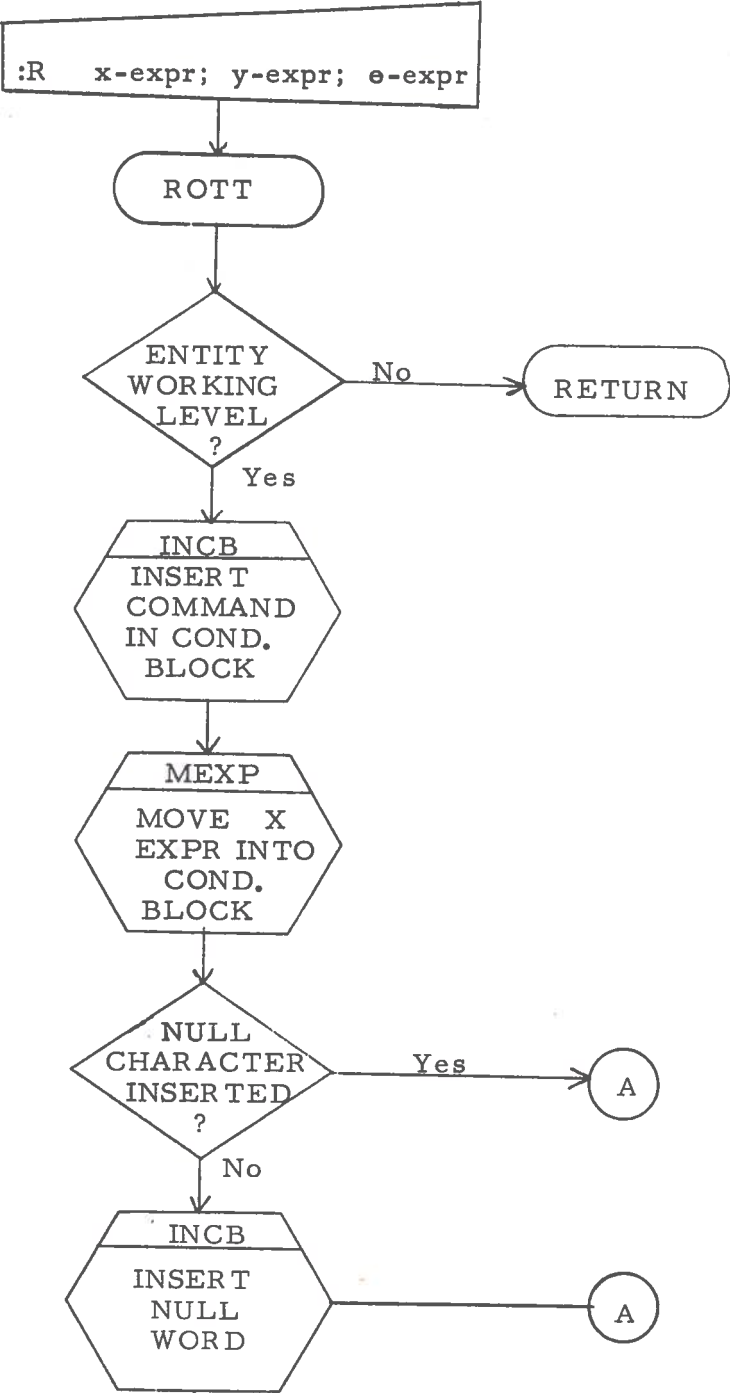 :R x-expr; y-expr; ɵ-expr
ROTT
ENTITY
WORKING
LEVEL
?
No
RETURN
Yes
INCB
INSERT
COMMAND
IN COND.
BLOCK
MEXP
MOVE X
EXPR INTO
COND.
BLOCK
NULL
CHARACTER
INSERTED
?
Yes
A
No
INCB
INSERT
NULL
WORD
A